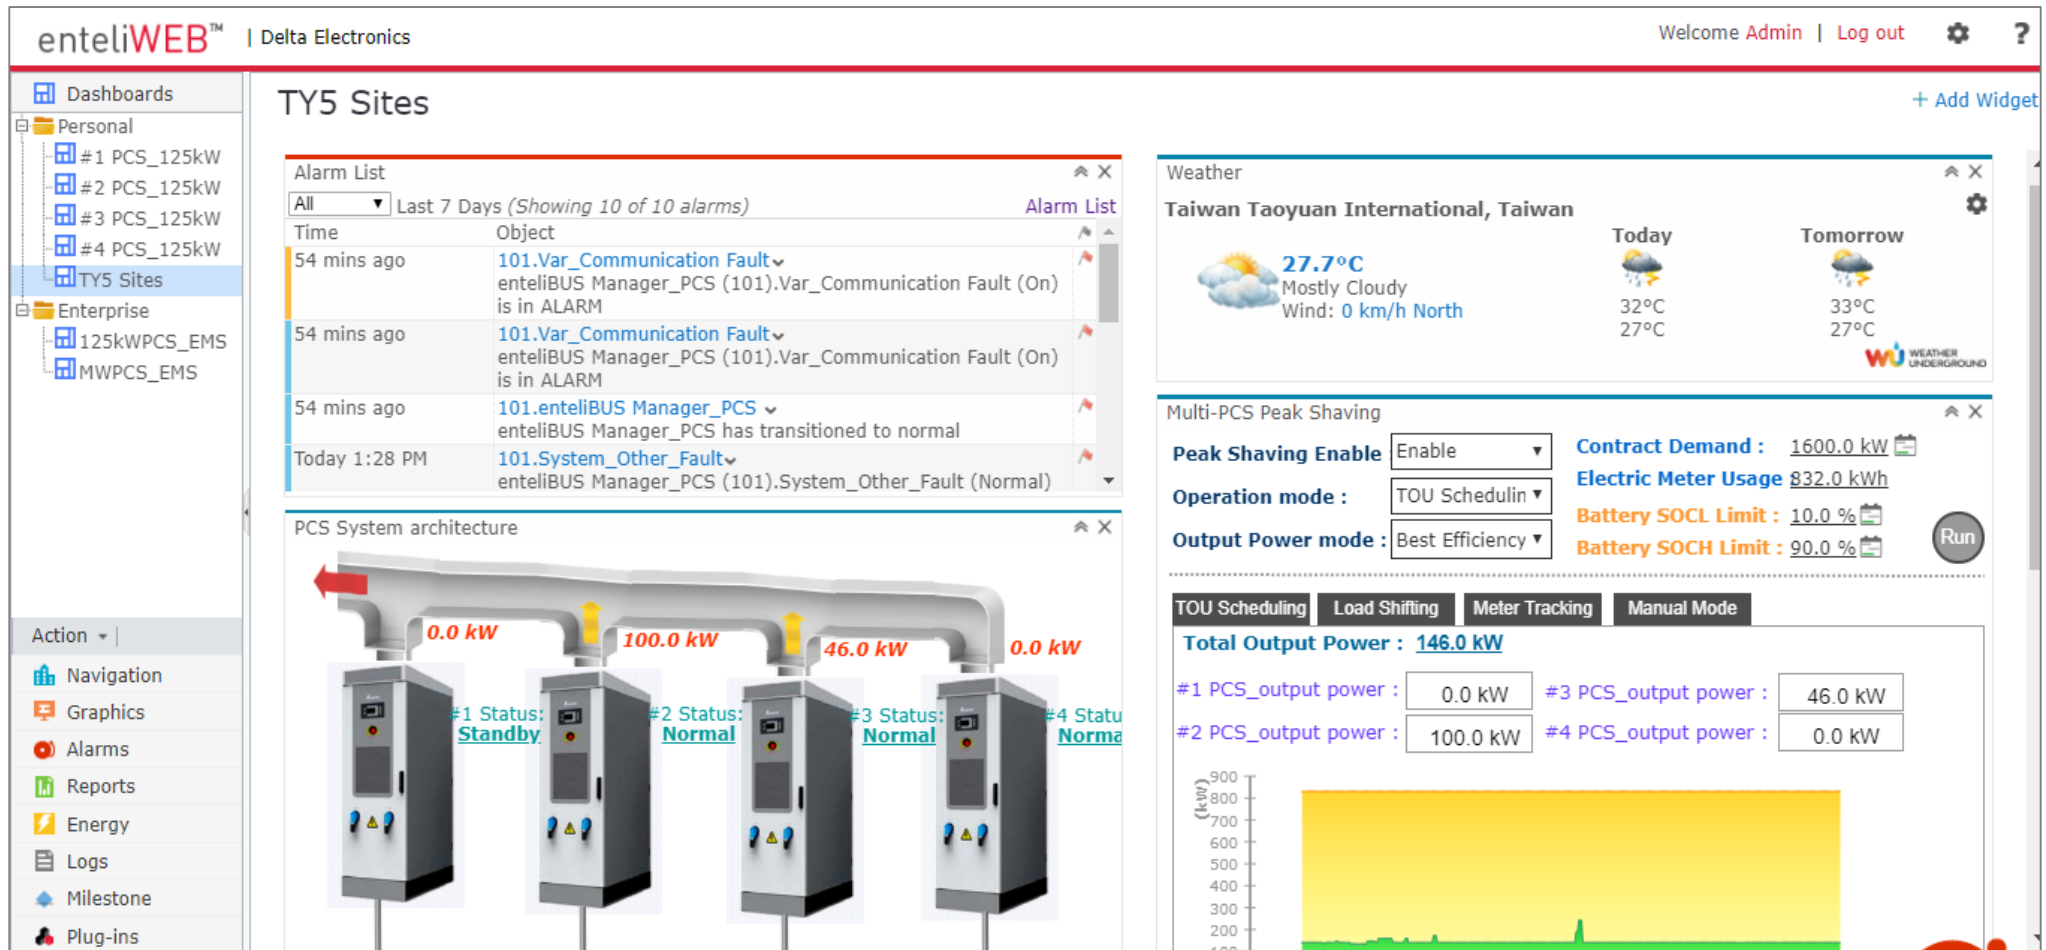 enteliWEB™ | Delta Electronics
Welcome Admin | Log out
?
Dashboards
Personal
#1 PCS_125kW
#2 PCS_125kW
#3 PCS_125kW
#4 PCS_125kW
TY5 Sites
Enterprise
125kWPCS_EMS
MWPCS_EMS
Action
Navigation
Graphics
Alarms
Reports
Energy
Logs
Milestone
Plug-ins
TY5 Sites
+ Add Widget
Alarm List
All
Last 7 Days (Showing 10 of 10 alarms)
Alarm List
Time Object
54 mins ago 101.Var_Communication Fault
enteliBUS Manager_PCS (101).Var_Communication Fault (On)
is in ALARM
54 mins ago 101.Var_Communication Fault
enteliBUS Manager_PCS (101).Var_Communication Fault (On)
is in ALARM
54 mins ago 101.enteliBUS Manager_PCS
enteliBUS Manager_PCS has transitioned to normal
Today 1:28 PM 101.System_Other_Fault
enteliBUS Manager_PCS (101).System_Other_Fault (Normal)
PCS System architecture
0.0 kW
100.0 kW
46.0 kW
0.0 kW
#1 Status:
Standby
#2 Status:
Normal
#3 Status:
Normal
#4 Statu
Norma
Weather
Taiwan Taoyuan International, Taiwan
27.7°C
Mostly Cloudy
Wind: 0 km/h North
Today
32°C
27°C
Tomorrow
33°C
27°C
WU WEATHER
UNDERGROUND
Multi-PCS Peak Shaving
Peak Shaving Enable Enable
Operation mode : TOU Schedulin
Output Power mode : Best Efficiency
Contract Demand : 1600.0 kW
Electric Meter Usage 832.0 kWh
Battery SOCL Limit : 10.0 %
Battery SOCH Limit : 90.0 %
Run
TOU Scheduling Load Shifting Meter Tracking Manual Mode
Total Output Power : 146.0 kW
#1 PCS_output power : 0.0 kW #3 PCS_output power : 46.0 kW
#2 PCS_output power : 100.0 kW #4 PCS_output power : 0.0 kW
(kW)
900
800
700
600
500
400
300
200